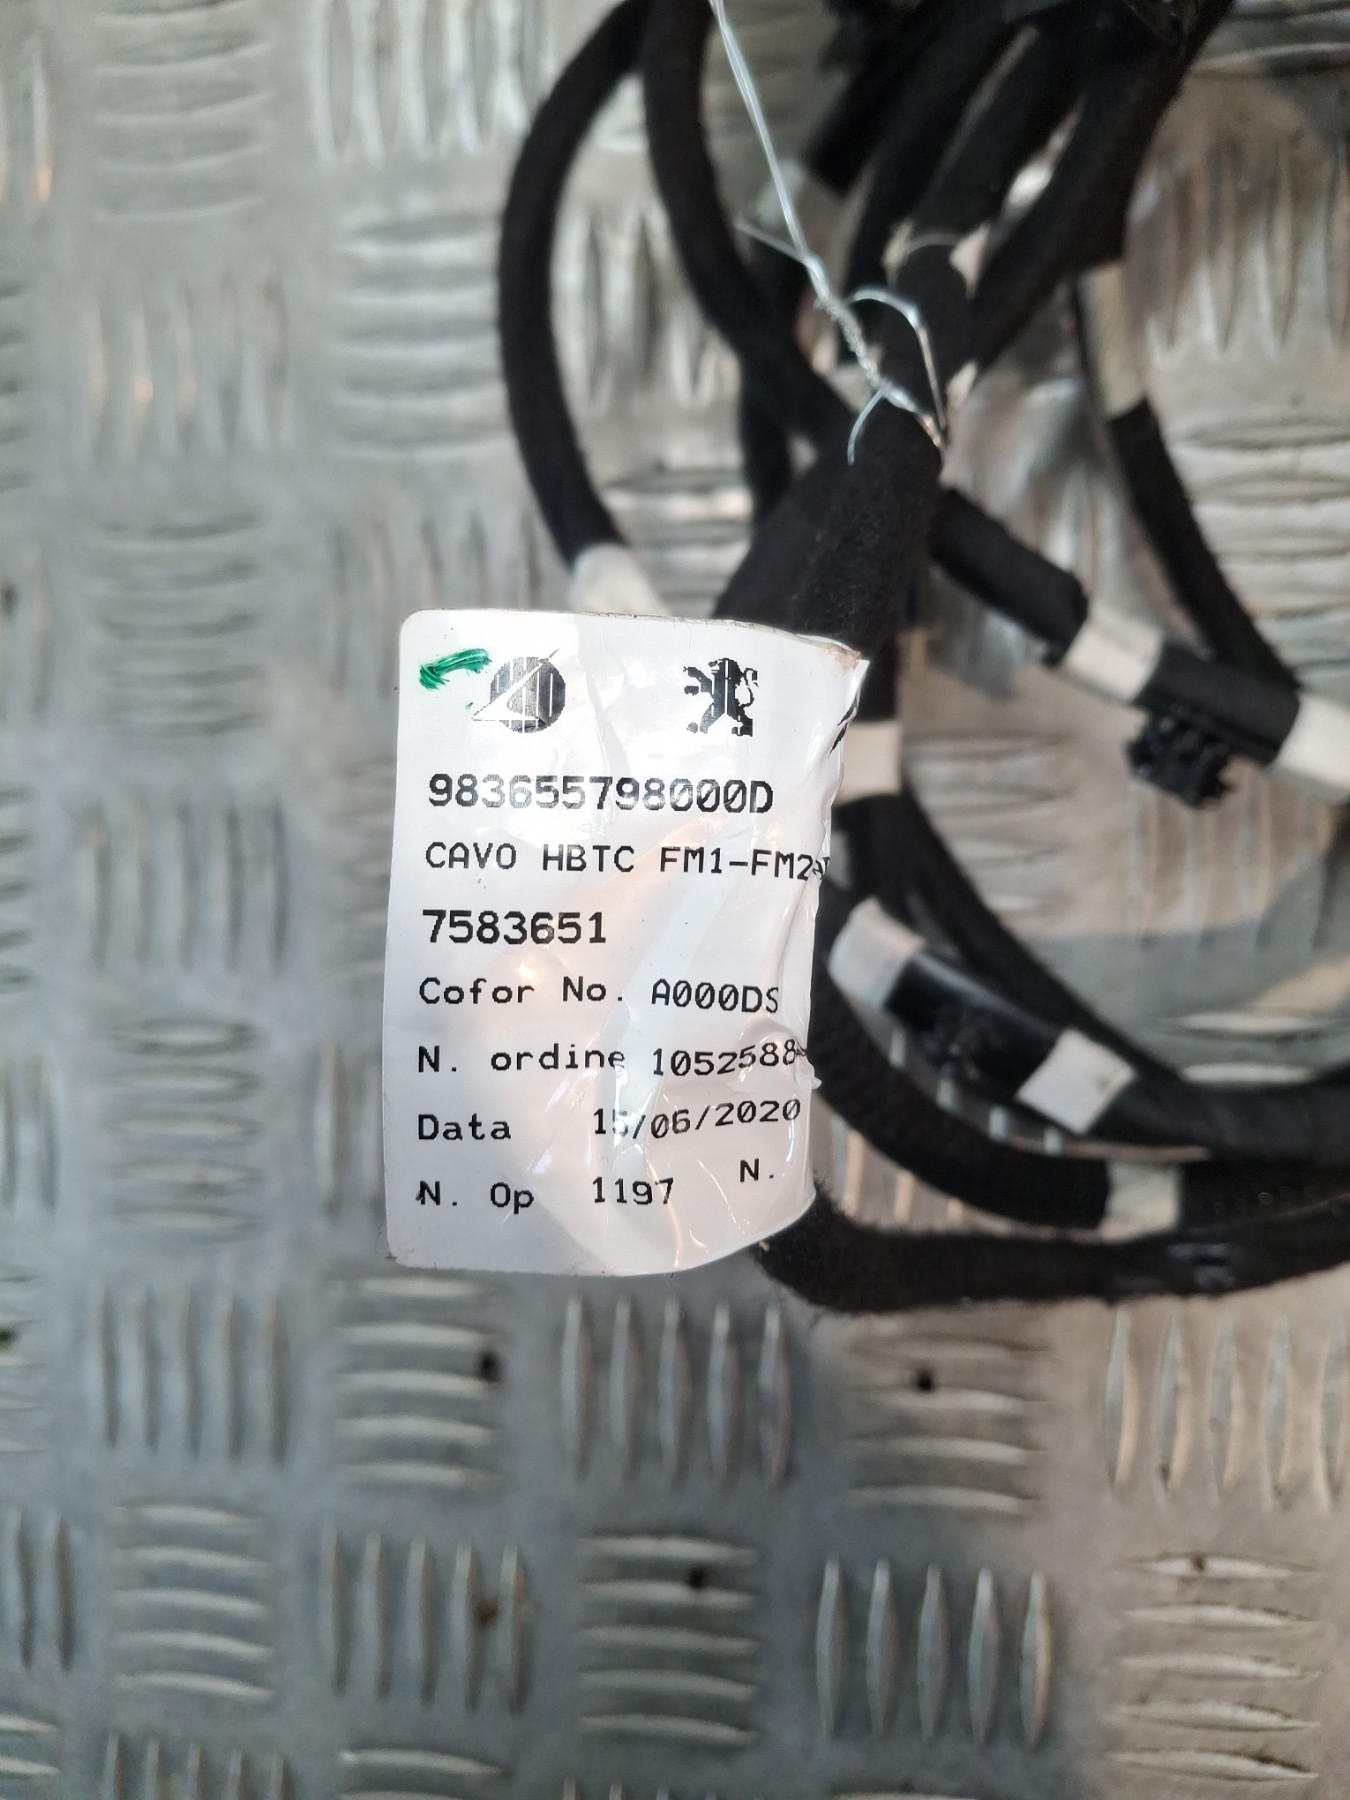 983655798000D
CAVO HBTC FM1-FM2
7583651
Cofor No. A000DS
N. ordine 1052588
Data 15/06/2020
N. Op 1197 N.